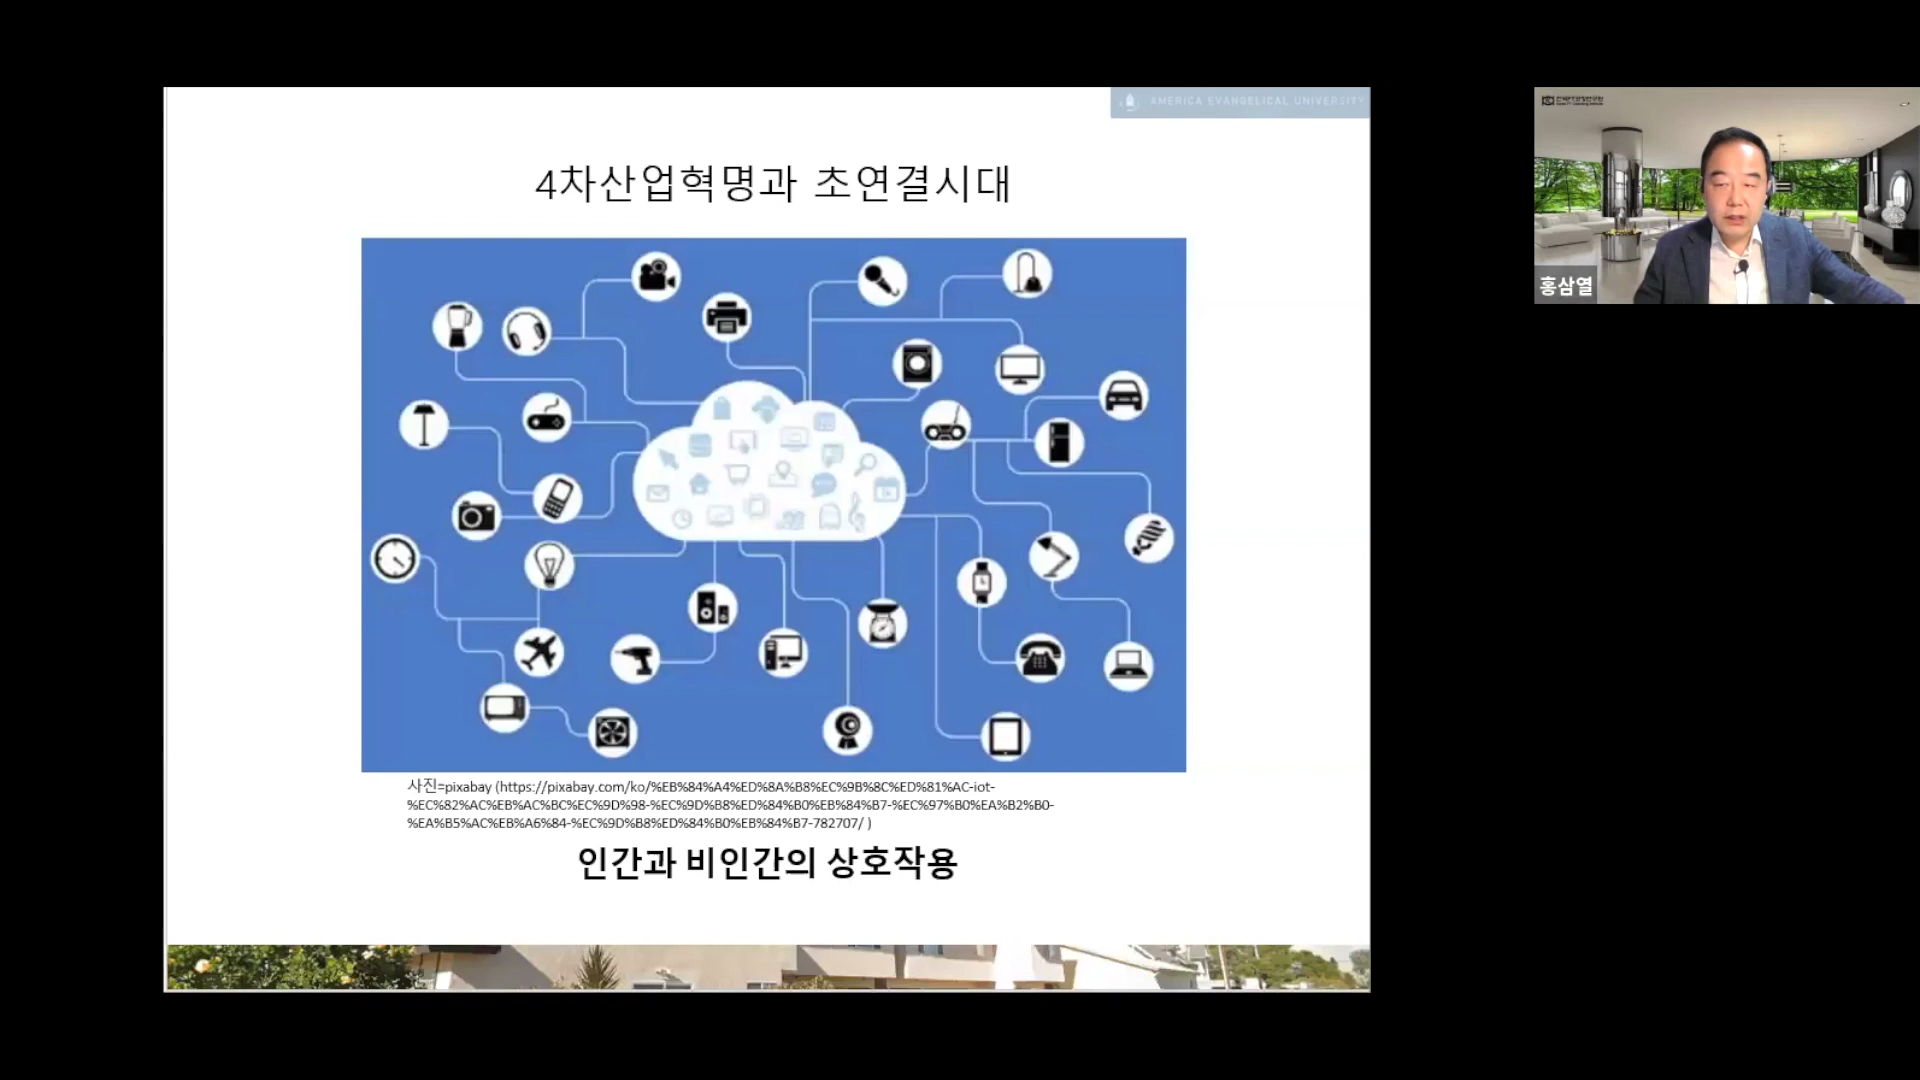 AMERICA EVANGELICAL UNIVERSITY
4차산업혁명과 초연결시대
사진=pixabay (https://pixabay.com/ko/%EB%84%A4%ED%8A%B8%EC%9B%8C%ED%81%AC-iot-
%EC%82%AC%EB%AC%BC%EC%9D%98-%EC%9D%B8%ED%84%B0%EB%84%B7-%EC%97%B0%EA%B2%B0-
%EA%B5%AC%EB%A6%84-%EC%9D%B8%ED%84%B0%EB%84%B7-782707/ )
인간과 비인간의 상호작용
홍삼열